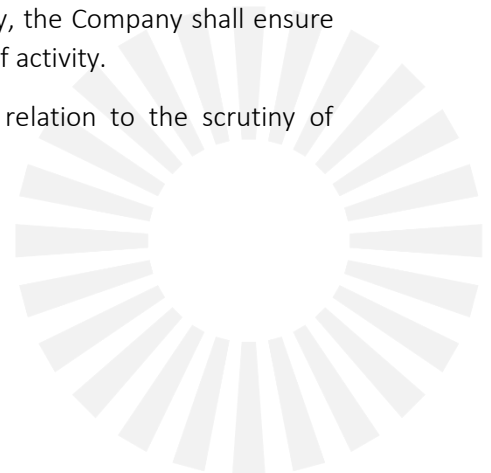 y, the Company shall ensure
f activity.
relation to the scrutiny of